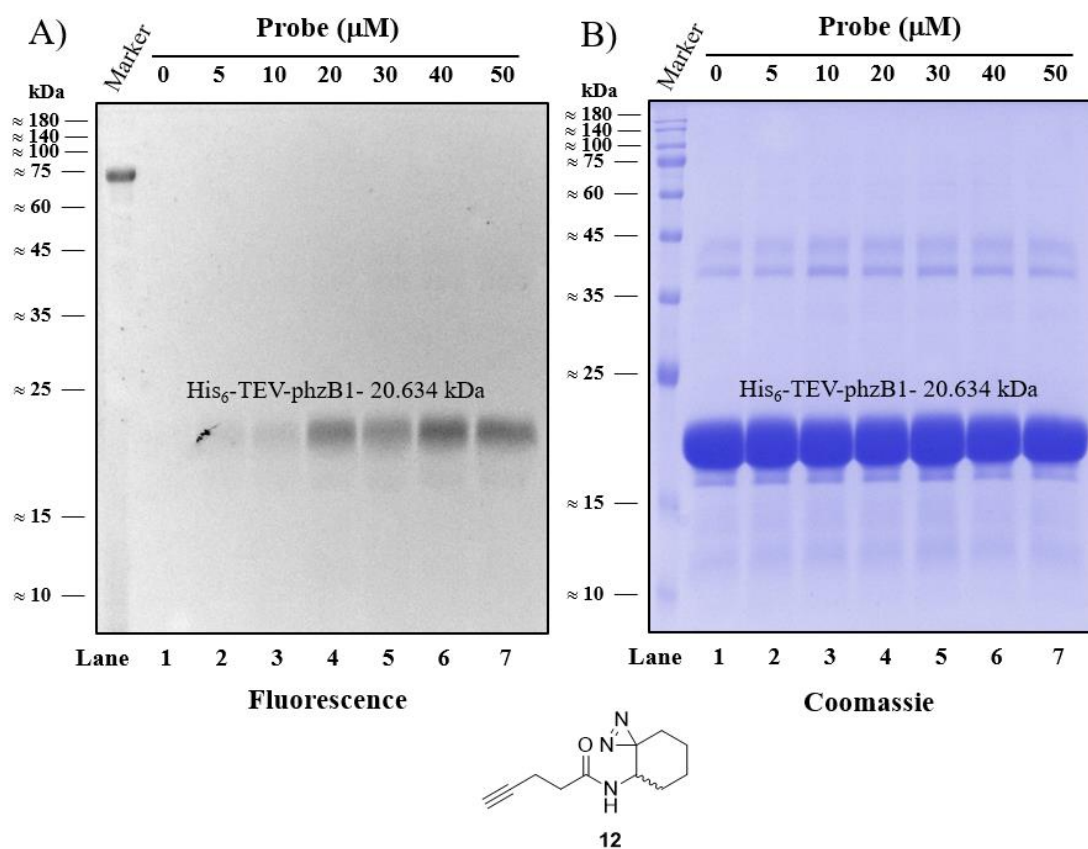 A)
Probe (μM)
Marker
0 5 10 20 30 40 50
kDa
≈ 180
≈ 140
≈ 100
≈ 75
≈ 60
≈ 45
≈ 35
≈ 25
≈ 15
≈ 10
His₆-TEV-phzB1- 20.634 kDa
Lane 1 2 3 4 5 6 7
Fluorescence
B)
Probe (μM)
Marker
0 5 10 20 30 40 50
kDa
≈ 180
≈ 140
≈ 100
≈ 75
≈ 60
≈ 45
≈ 35
≈ 25
≈ 15
≈ 10
His₆-TEV-phzB1- 20.634 kDa
Lane 1 2 3 4 5 6 7
Coomassie
N
N
O
N
H
12